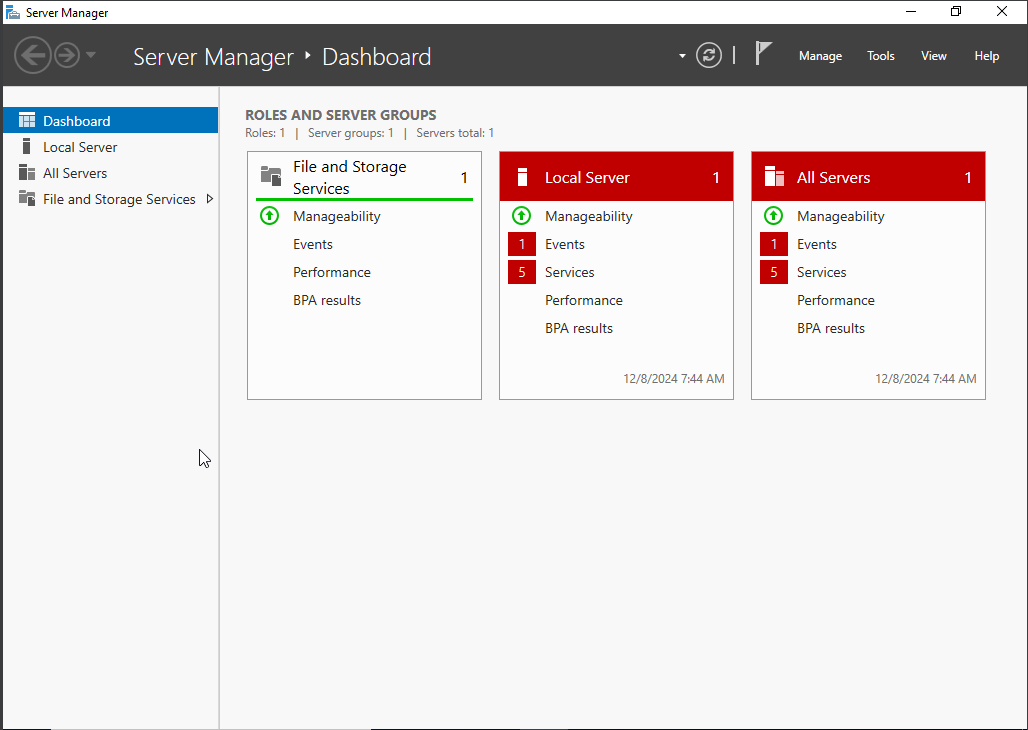 Server Manager
Server Manager ‣ Dashboard
Manage Tools View Help
Dashboard
Local Server
All Servers
File and Storage Services
ROLES AND SERVER GROUPS
Roles: 1 | Server groups: 1 | Servers total: 1
File and Storage
Services
1
Manageability
Events
Performance
BPA results
Local Server 1
Manageability
1 Events
5 Services
Performance
BPA results
12/8/2024 7:44 AM
All Servers 1
Manageability
1 Events
5 Services
Performance
BPA results
12/8/2024 7:44 AM